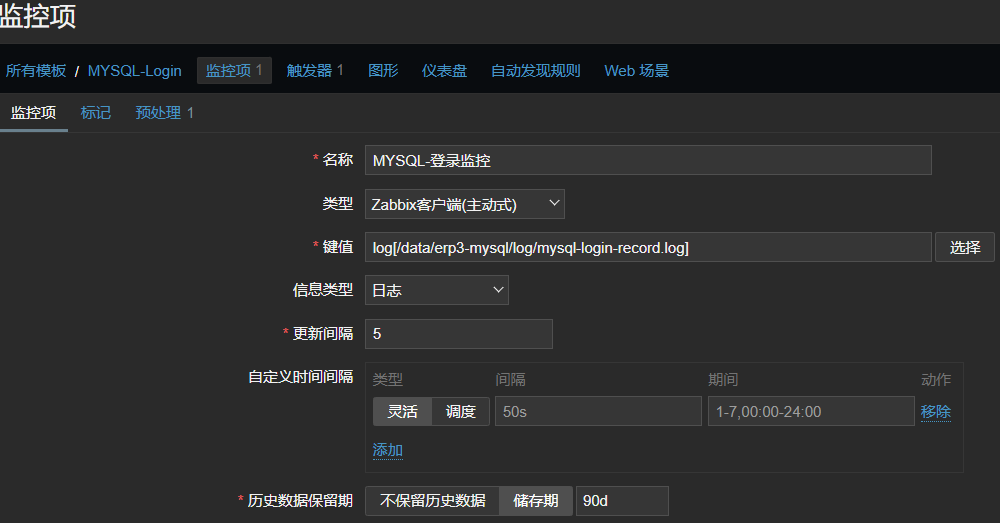 监控项
所有模板 / MYSQL-Login 监控项 1 触发器 1 图形 仪表盘 自动发现规则 Web 场景
监控项 标记 预处理 1
* 名称 MYSQL-登录监控
类型 Zabbix客户端(主动式)
* 键值 log[/data/erp3-mysql/log/mysql-login-record.log] 选择
信息类型 日志
* 更新间隔 5
自定义时间间隔 类型 间隔 期间 动作
灵活 调度 50s 1-7,00:00-24:00 移除
添加
* 历史数据保留期 不保留历史数据 储存期 90d